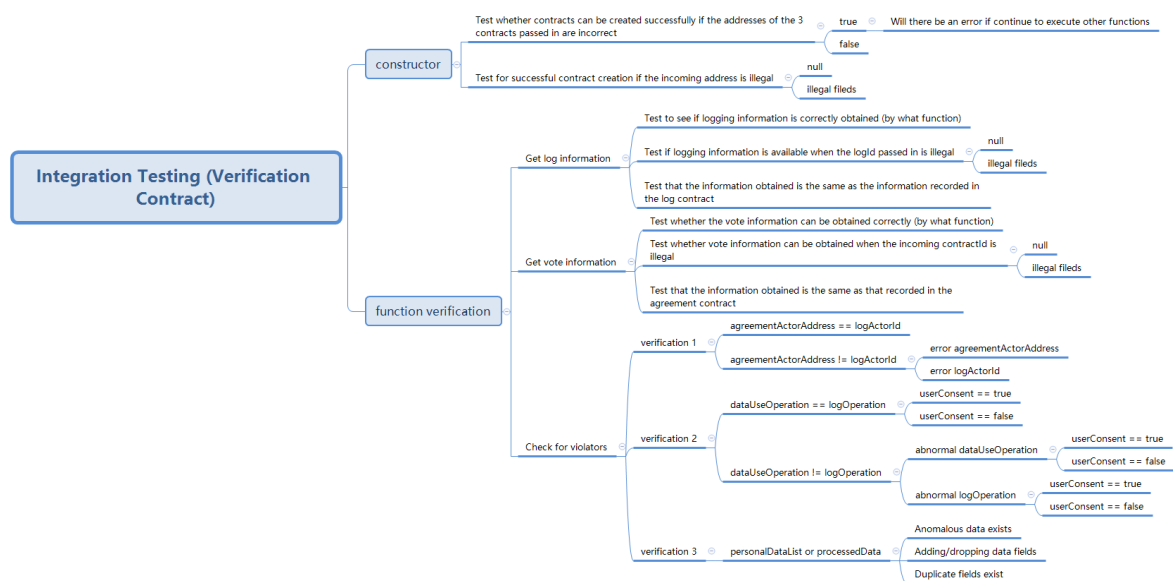 Integration Testing (Verification
Contract)
constructor
Test whether contracts can be created successfully if the addresses of the 3
contracts passed in are incorrect
true
Will there be an error if continue to execute other functions
false
Test for successful contract creation if the incoming address is illegal
null
illegal fileds
function verification
Get log information
Test to see if logging information is correctly obtained (by what function)
Test if logging information is available when the logId passed in is illegal
null
illegal fileds
Test that the information obtained is the same as the information recorded in
the log contract
Get vote information
Test whether the vote information can be obtained correctly (by what function)
Test whether vote information can be obtained when the incoming contractId is
illegal
null
illegal fileds
Test that the information obtained is the same as that recorded in the
agreement contract
Check for violators
verification 1
agreementActorAddress == logActorId
agreementActorAddress != logActorId
error agreementActorAddress
error logActorId
verification 2
dataUseOperation == logOperation
userConsent == true
userConsent == false
dataUseOperation != logOperation
abnormal dataUseOperation
userConsent == true
userConsent == false
abnormal logOperation
userConsent == true
userConsent == false
verification 3
personalDataList or processedData
Anomalous data exists
Adding/dropping data fields
Duplicate fields exist